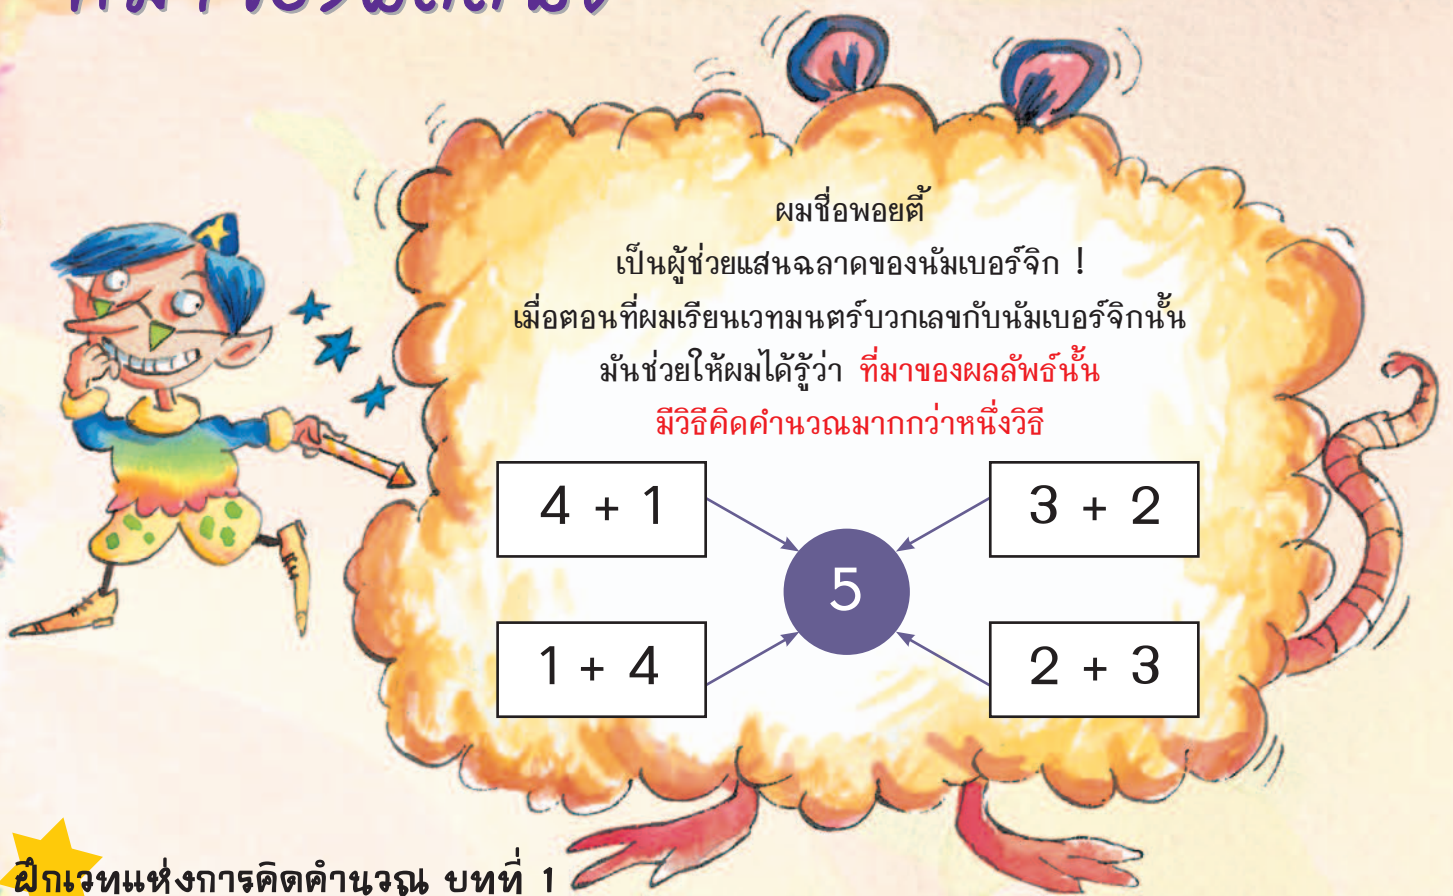 ผมชื่อพอยตี้
เป็นผู้ช่วยแสนฉลาดของนัมเบอร์จิก !
เมื่อตอนที่ผมเรียนเวทมนตร์บวกเลขกับนัมเบอร์จิกนั้น
มันช่วยให้ผมได้รู้ว่า ที่มาของผลลัพธ์นั้น
มีวิธีคิดคำนวณมากกว่าหนึ่งวิธี
4 + 1
3 + 2
5
1 + 4
2 + 3
ฝึกเวทแห่งการคิดคำนวณ บทที่ 1